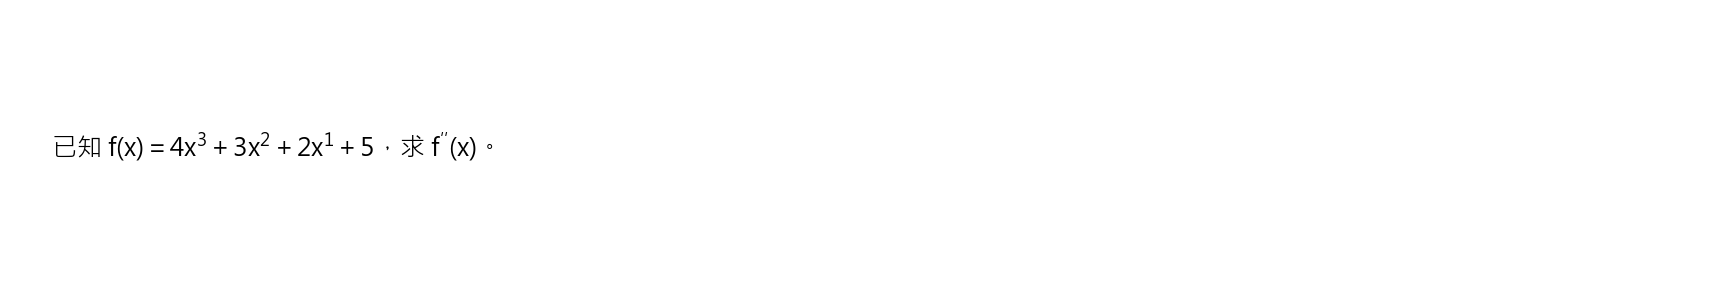 已知 f(x) = 4x³ + 3x² + 2x¹ + 5，求 f′′(x)。